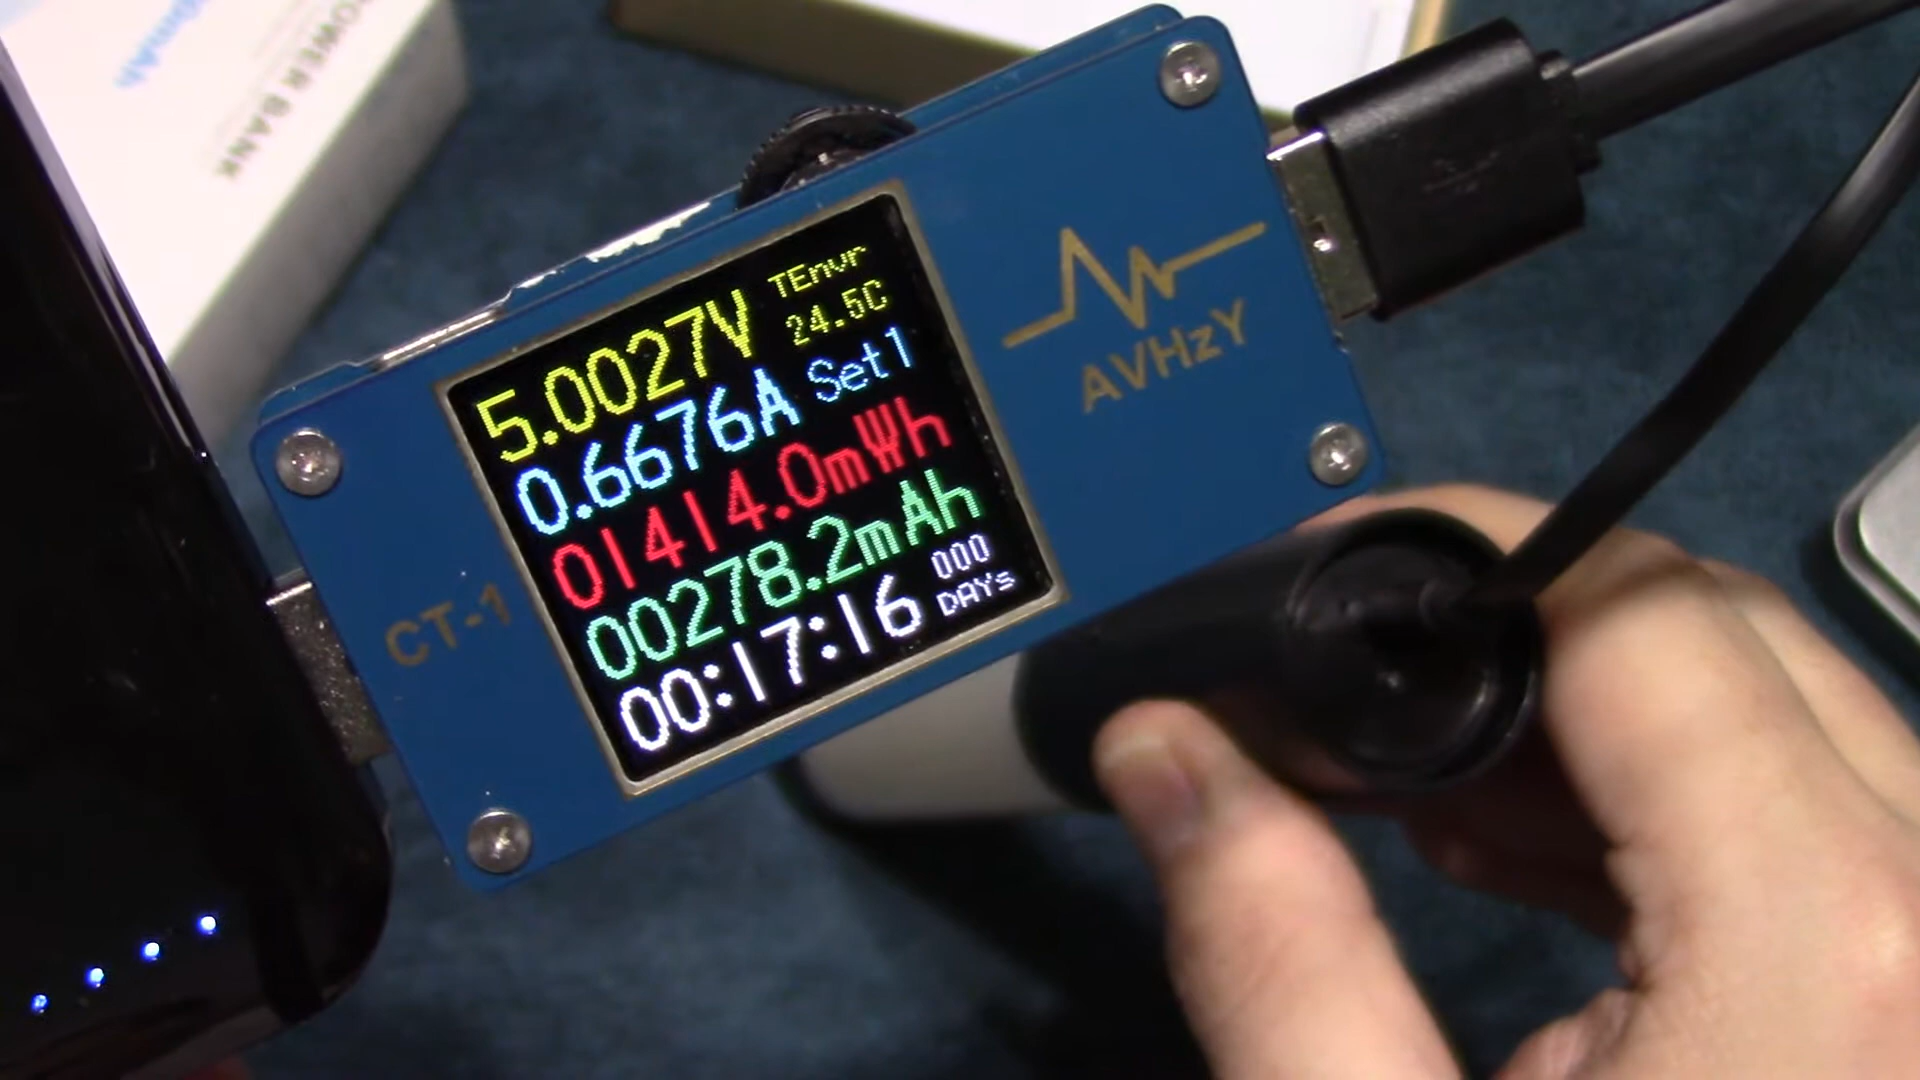 POWER BANK
5.0027V
TEnvr
24.5C
0.6676A
Set1
01414.0mWh
00278.2mAh
00:17:16
000
DAYs
AVHzY
CT-1